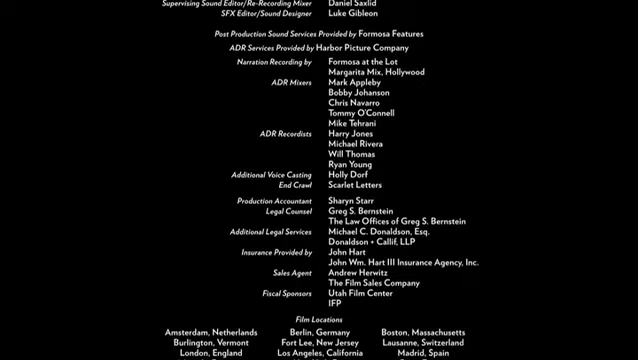 Supervising Sound Editor/Re-Recording Mixer Daniel Saxlid
SFX Editor/Sound Designer Luke Gibleon
Post Production Sound Services Provided by Formosa Features
ADR Services Provided by Harbor Picture Company
Narration Recording by Formosa at the Lot
Margarita Mix, Hollywood
ADR Mixers Mark Appleby
Bobby Johanson
Chris Navarro
Tommy O'Connell
Mike Tehrani
ADR Recordists Harry Jones
Michael Rivera
Will Thomas
Ryan Young
Additional Voice Casting Holly Dorf
End Crawl Scarlet Letters
Production Accountant Sharyn Starr
Legal Counsel Greg S. Bernstein
The Law Offices of Greg S. Bernstein
Additional Legal Services Michael C. Donaldson, Esq.
Donaldson + Callif, LLP
Insurance Provided by John Hart
John Wm. Hart III Insurance Agency, Inc.
Sales Agent Andrew Herwitz
The Film Sales Company
Fiscal Sponsors Utah Film Center
IFP
Film Locations
Amsterdam, Netherlands Berlin, Germany Boston, Massachusetts
Burlington, Vermont Fort Lee, New Jersey Lausanne, Switzerland
London, England Los Angeles, California Madrid, Spain